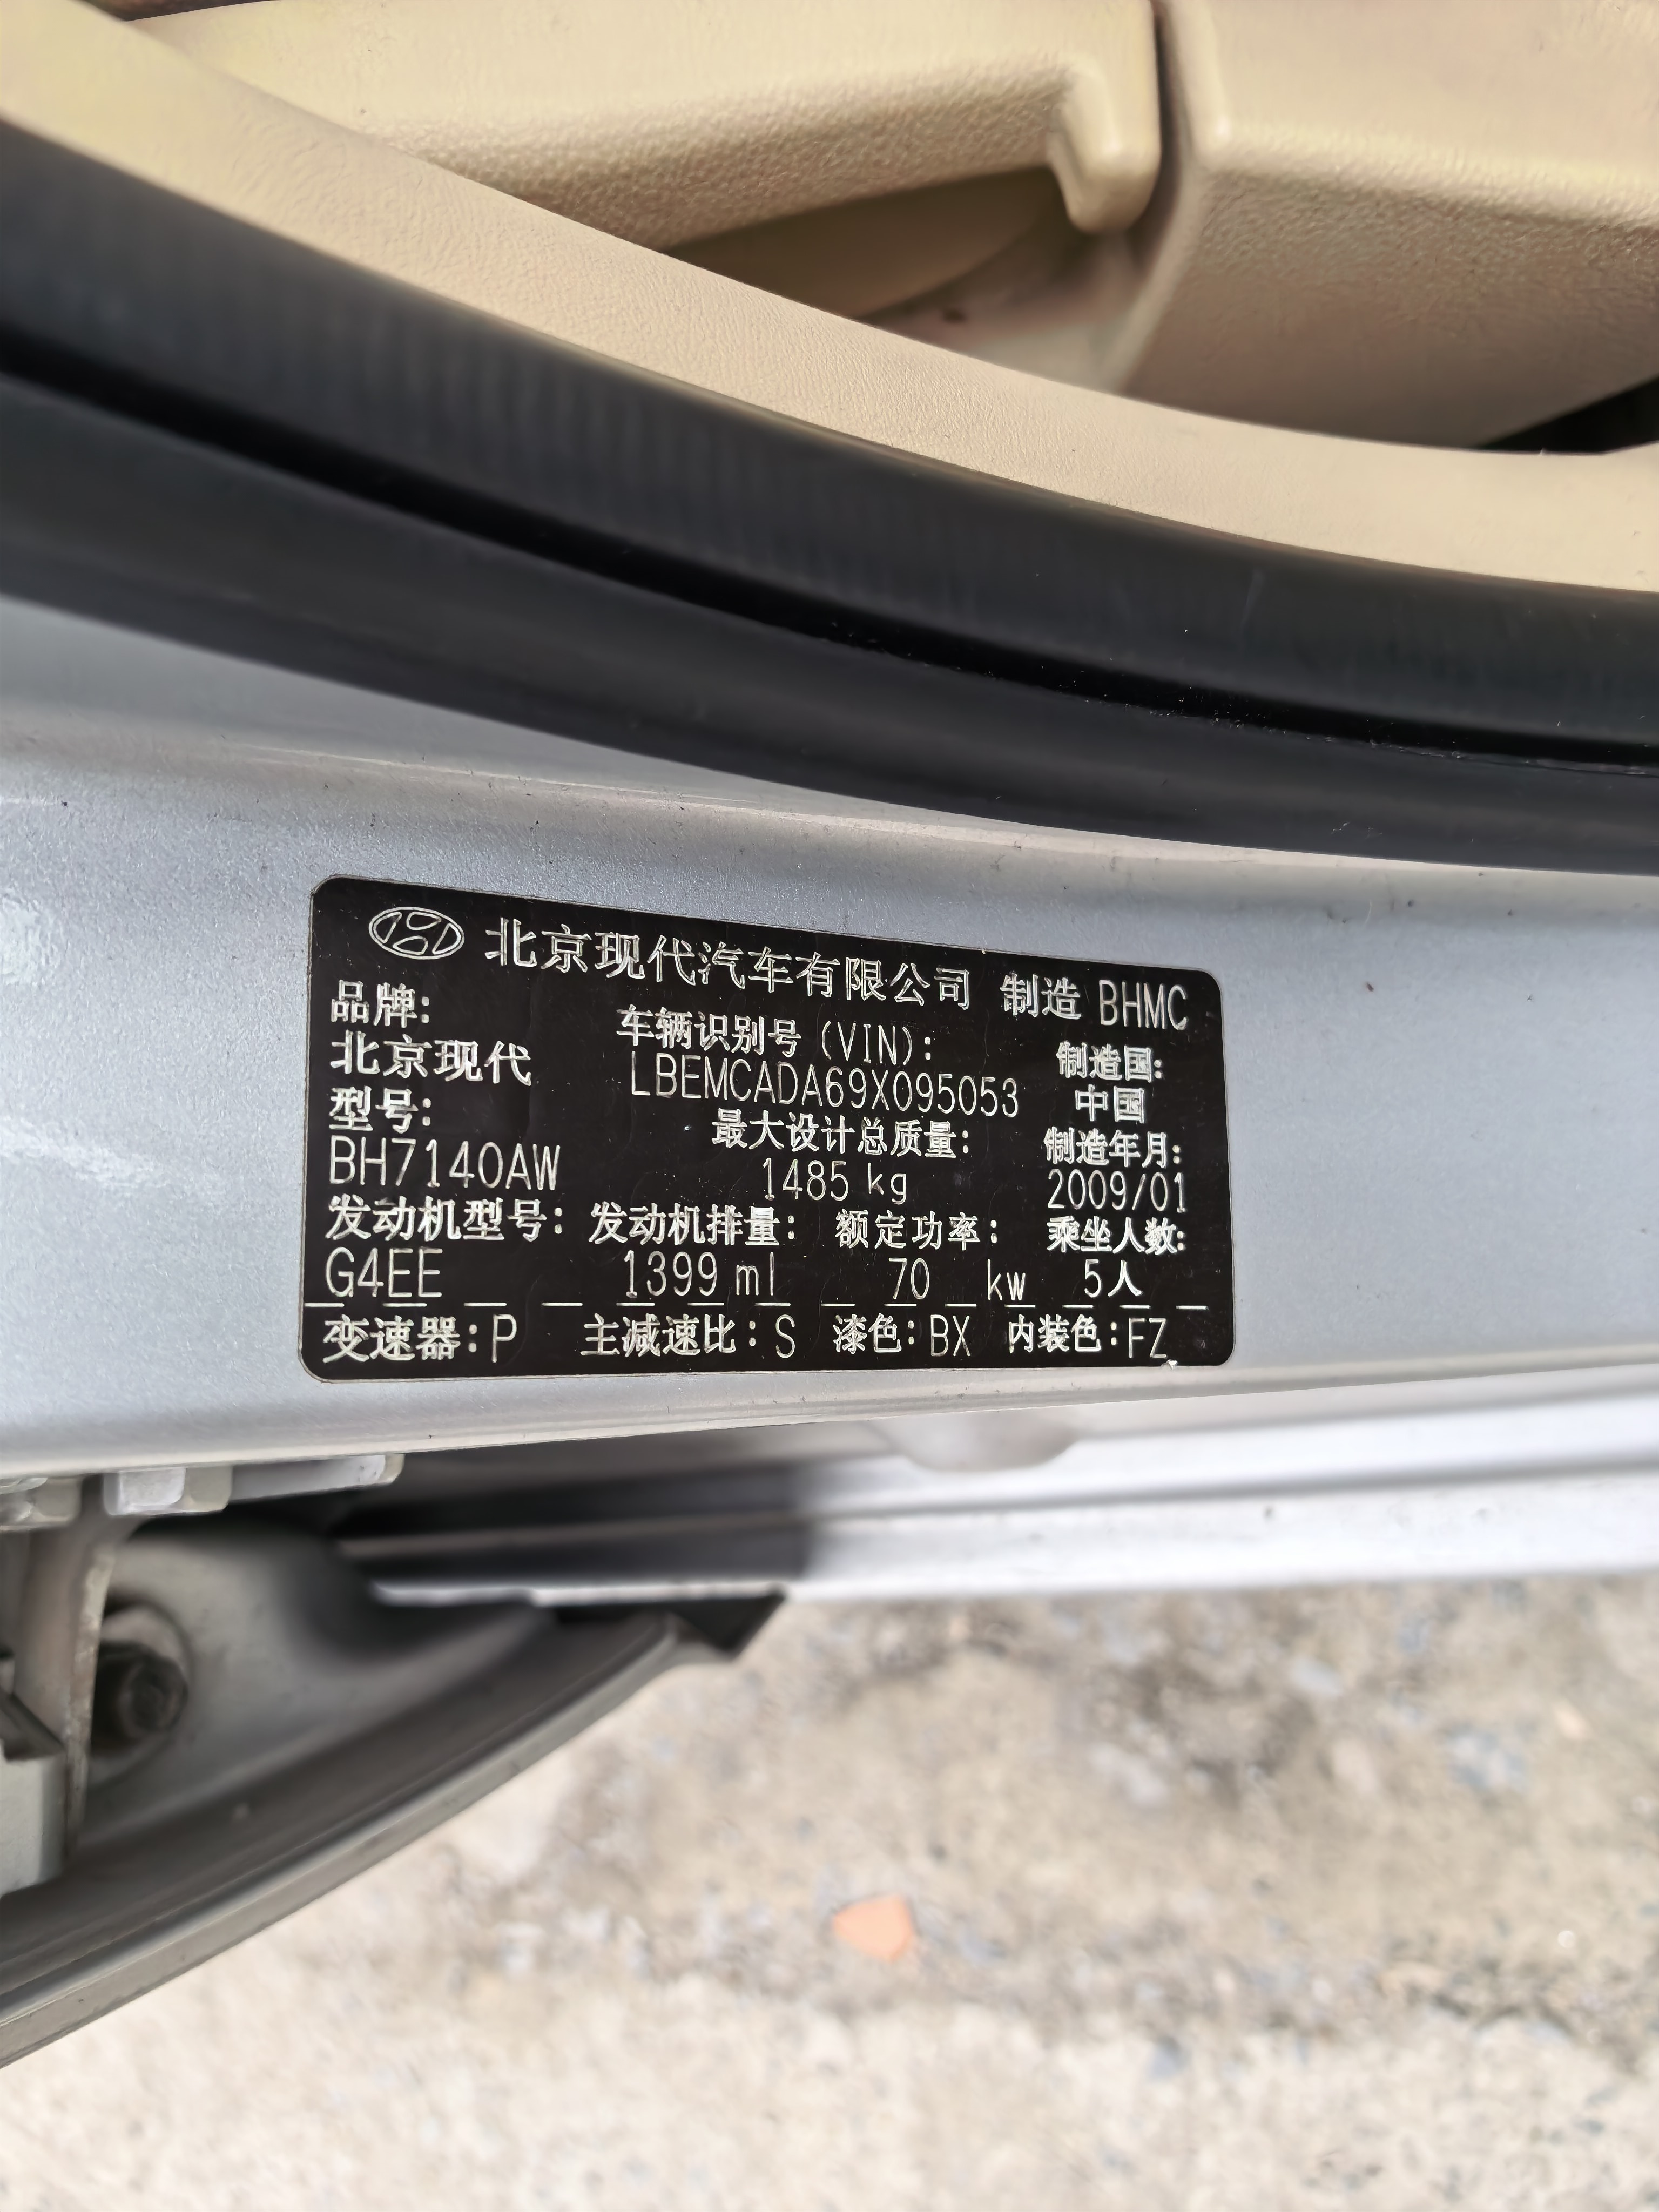 北京现代汽车有限公司 制造 BHMC
品牌: 车辆识别号 (VIN): 制造国:
北京现代 LBEMCADA69X095053 中国
型号: 最大设计总质量: 制造年月:
BH7140AW 1485 kg 2009/01
发动机型号: 发动机排量: 额定功率: 乘坐人数:
G4EE 1399 ml 70 kw 5人
变速器:P 主减速比:S 漆色:BX 内装色:FZ